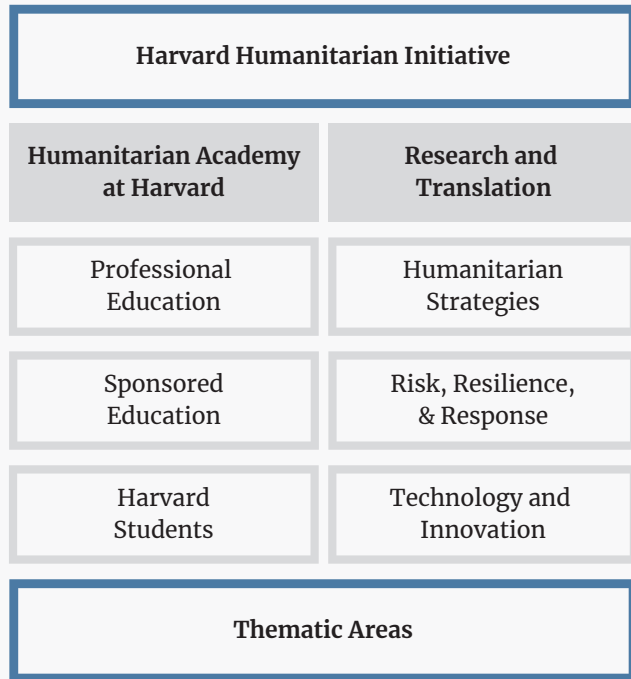 Harvard Humanitarian Initiative
Humanitarian Academy
at Harvard
Research and
Translation
Professional
Education
Humanitarian
Strategies
Sponsored
Education
Risk, Resilience,
& Response
Harvard
Students
Technology and
Innovation
Thematic Areas